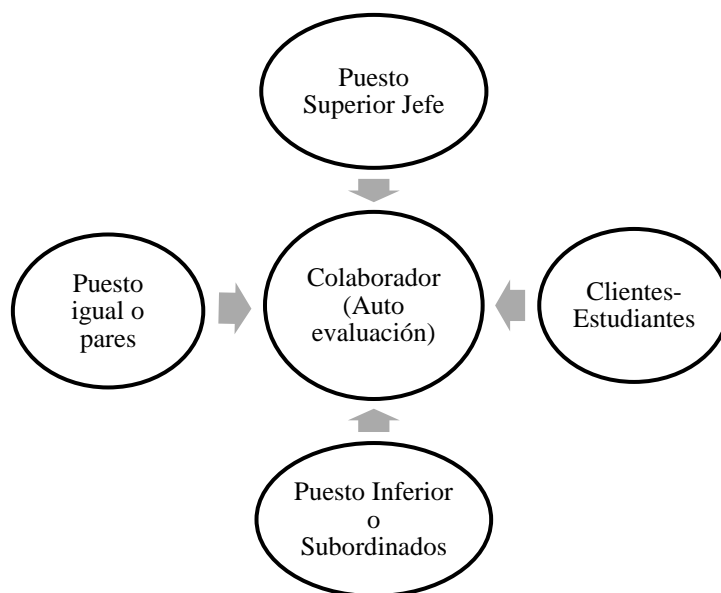 Puesto
Superior Jefe
Puesto
igual o
pares
Colaborador
(Auto
evaluación)
Clientes-
Estudiantes
Puesto Inferior
o
Subordinados